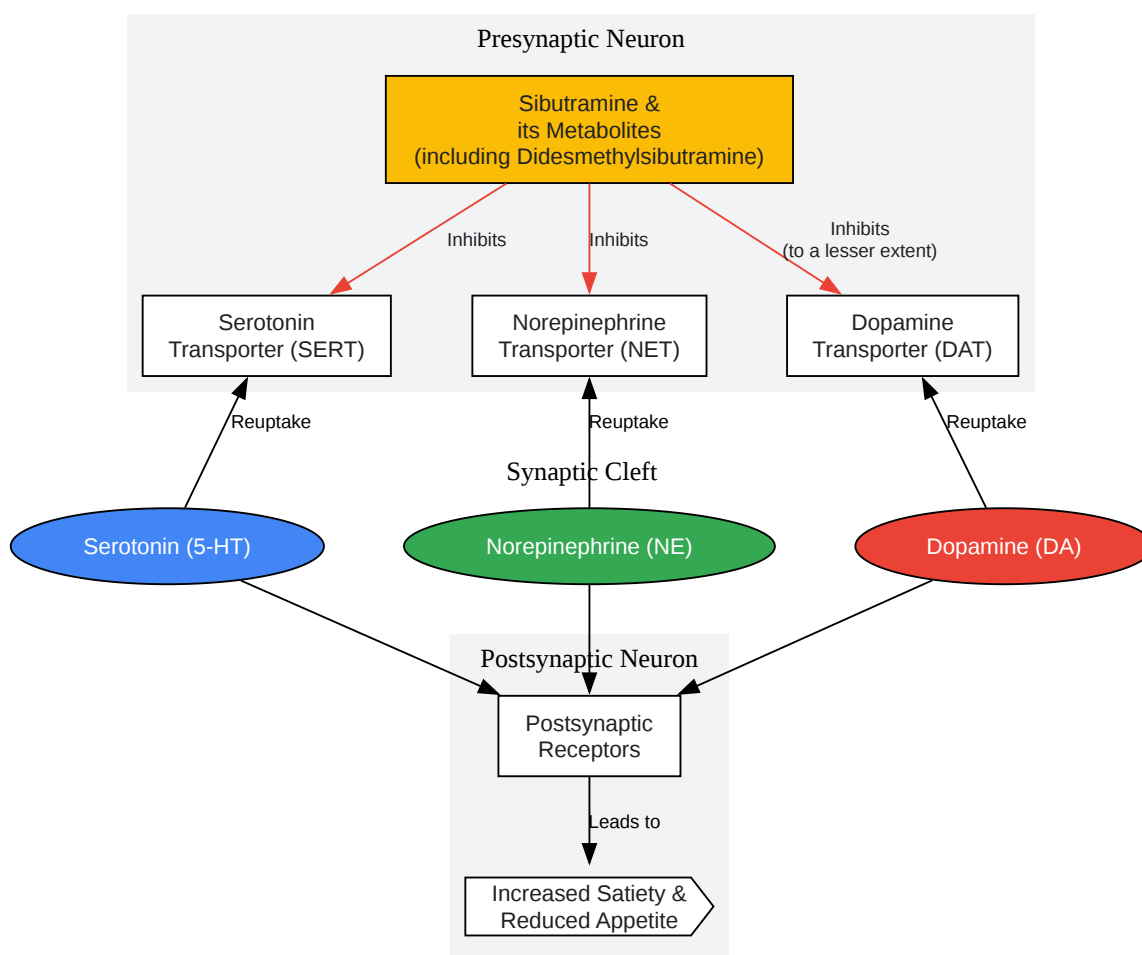 Presynaptic Neuron
Sibutramine &
its Metabolites
(including Didesmethylsibutramine)
Inhibits
Inhibits
Inhibits
(to a lesser extent)
Serotonin
Transporter (SERT)
Norepinephrine
Transporter (NET)
Dopamine
Transporter (DAT)
Reuptake
Reuptake
Reuptake
Synaptic Cleft
Serotonin (5-HT)
Norepinephrine (NE)
Dopamine (DA)
Postsynaptic Neuron
Postsynaptic
Receptors
Leads to
Increased Satiety &
Reduced Appetite